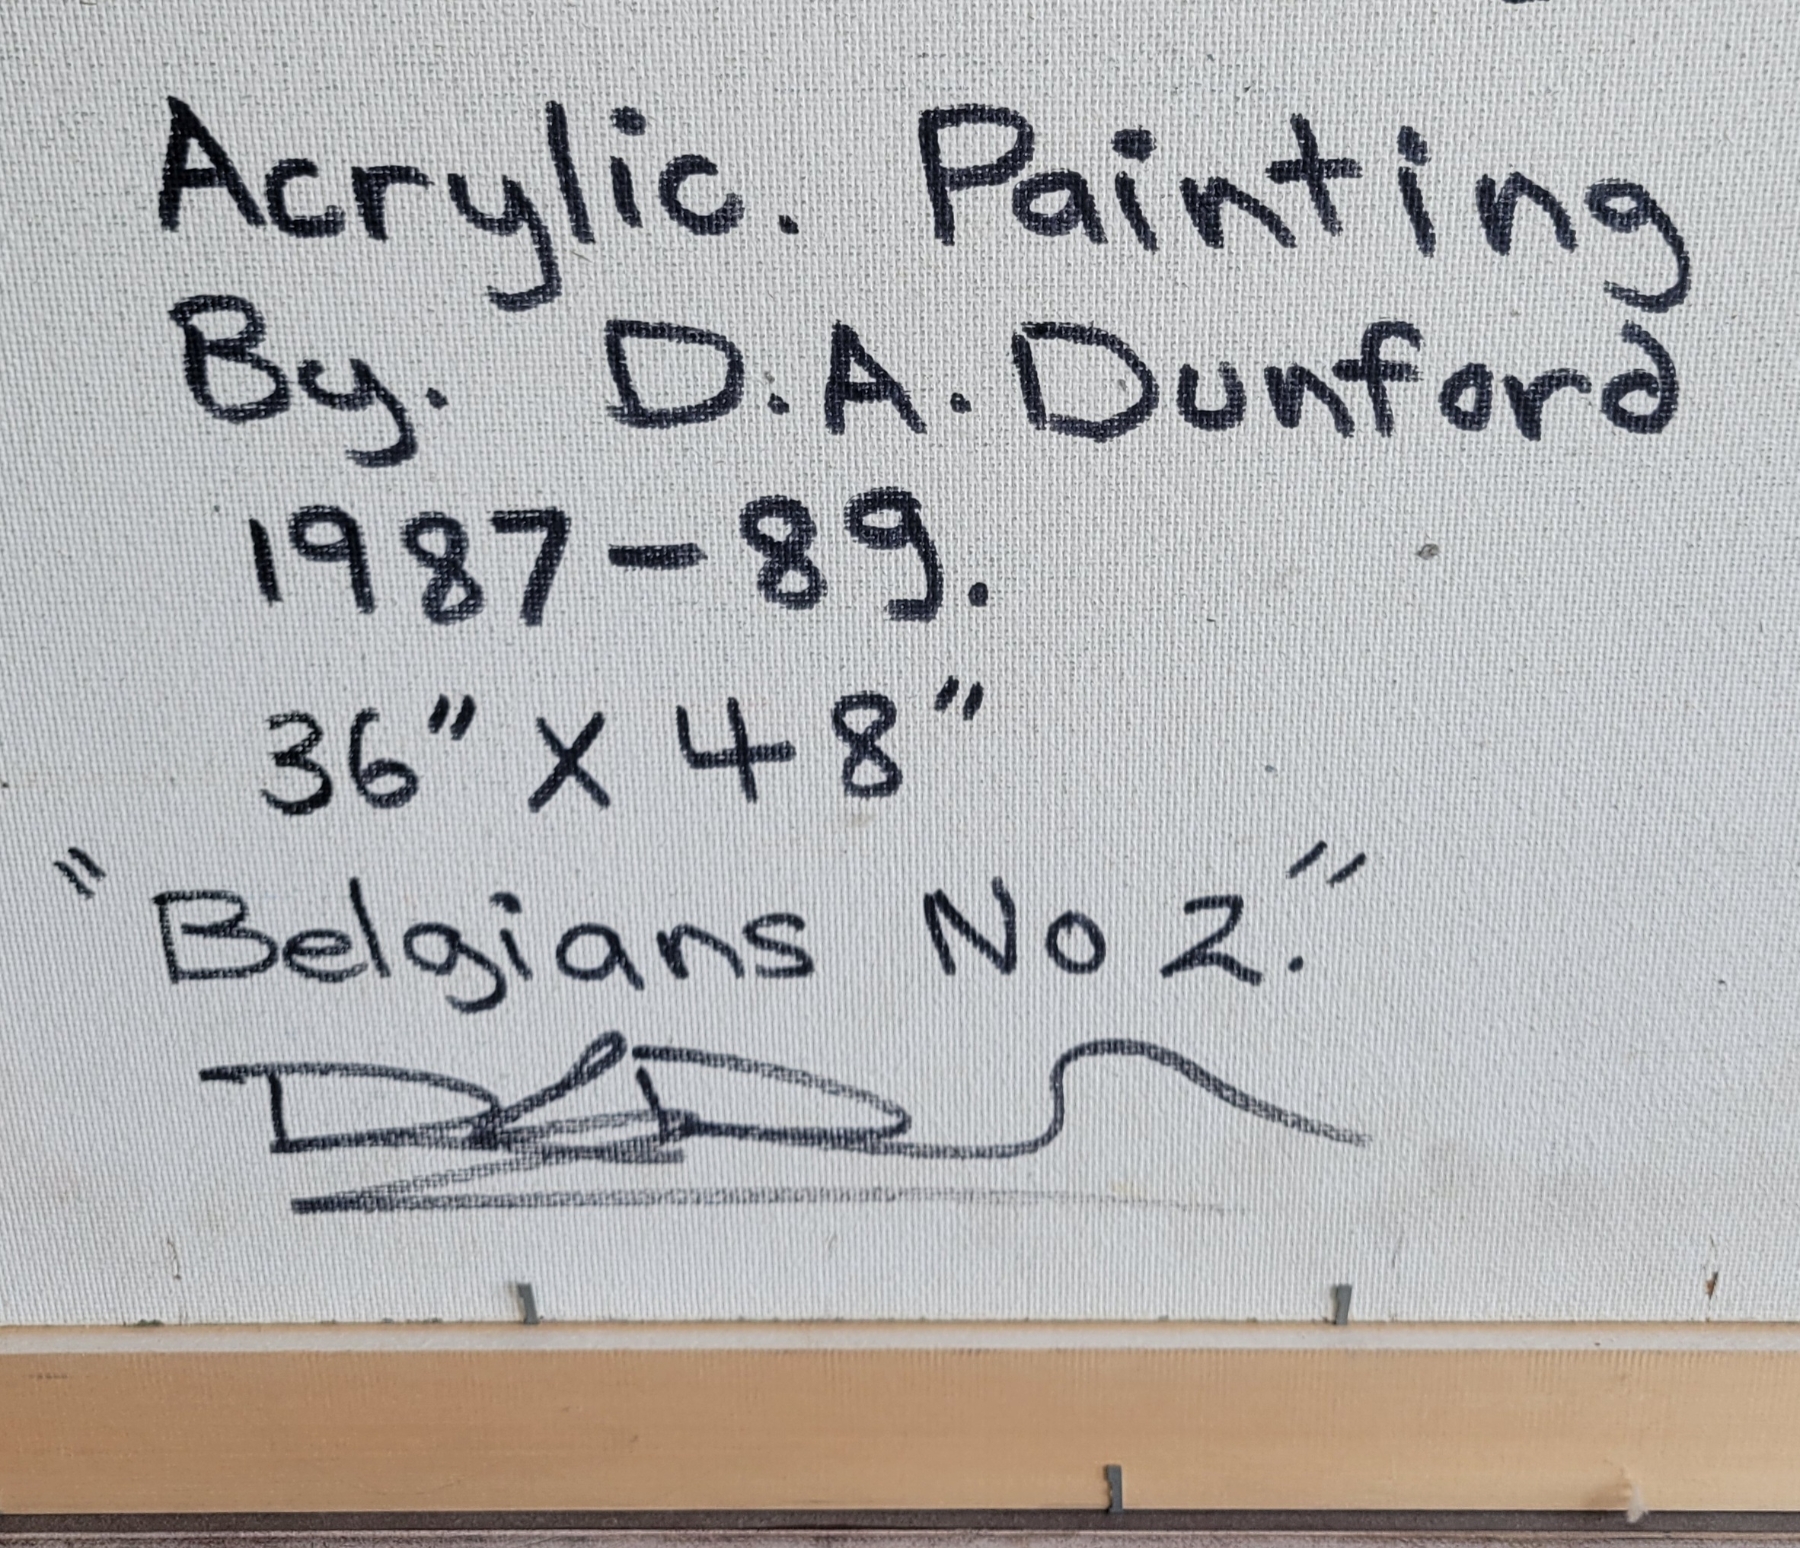 Acrylic. Painting
By. D.A. Dunford
1987-89.
36" X 48"
"Belgians No 2."